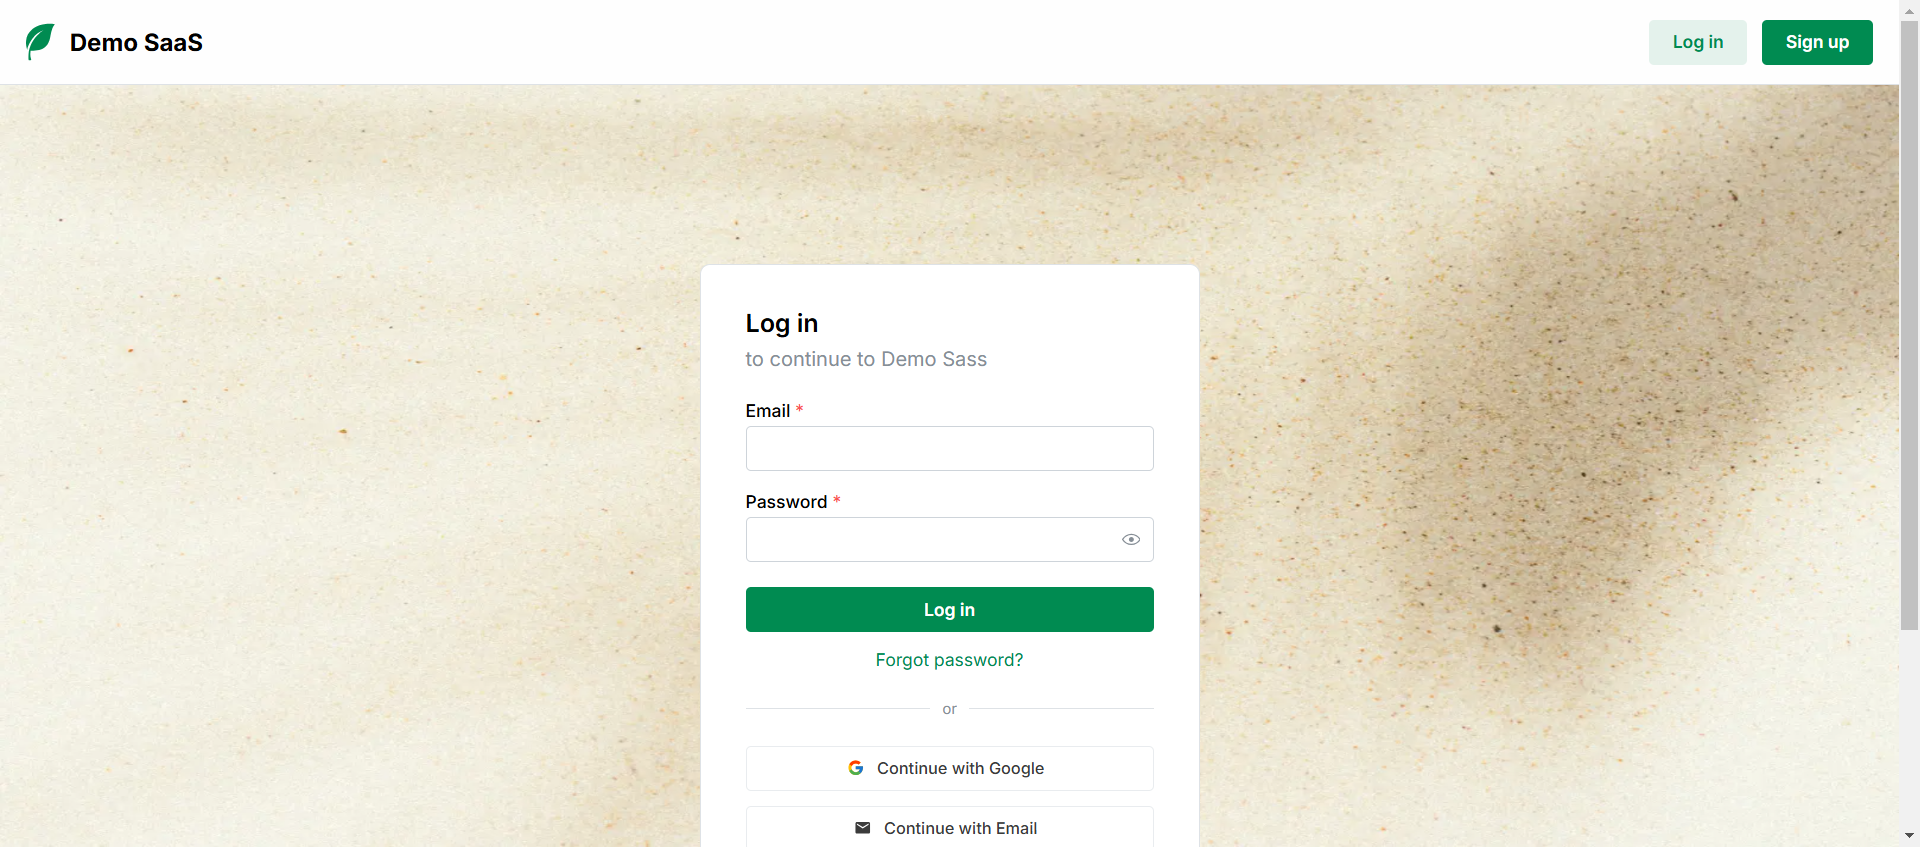 Demo SaaS
Log in
Sign up
Log in
to continue to Demo Sass
Email *
Password *
Log in
Forgot password?
or
Continue with Google
Continue with Email